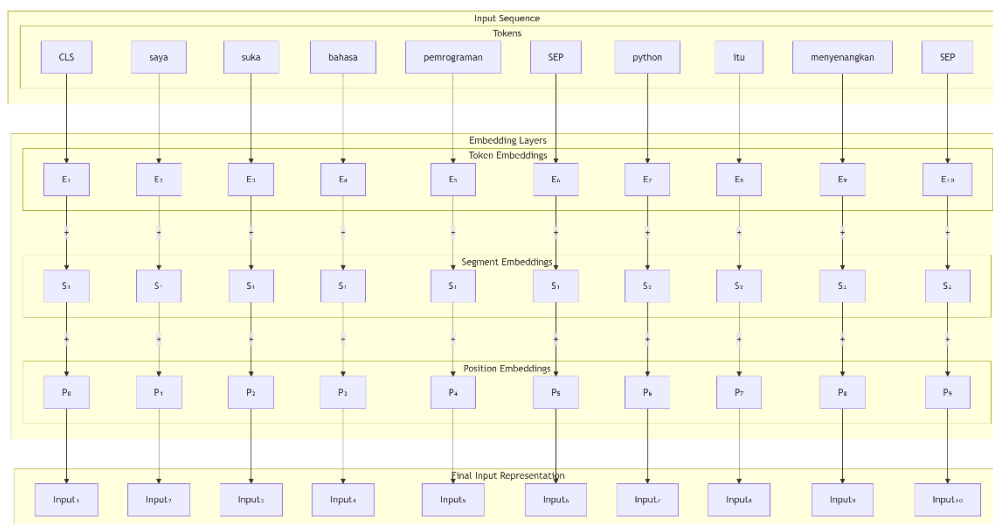 Input Sequence
Tokens
CLS saya suka bahasa pemrograman SEP python itu menyenangkan SEP
Embedding Layers
Token Embeddings
E₁ E₂ E₃ E₄ E₅ E₆ E₇ E₈ E₉ E₁₀
+ + + + + + + + + +
Segment Embeddings
S₁ S₁ S₁ S₁ S₁ S₁ S₂ S₂ S₂ S₂
+ + + + + + + + + +
Position Embeddings
P₀ P₁ P₂ P₃ P₄ P₅ P₆ P₇ P₈ P₉
Final Input Representation
Input₁ Input₂ Input₃ Input₄ Input₅ Input₆ Input₇ Input₈ Input₉ Input₁₀